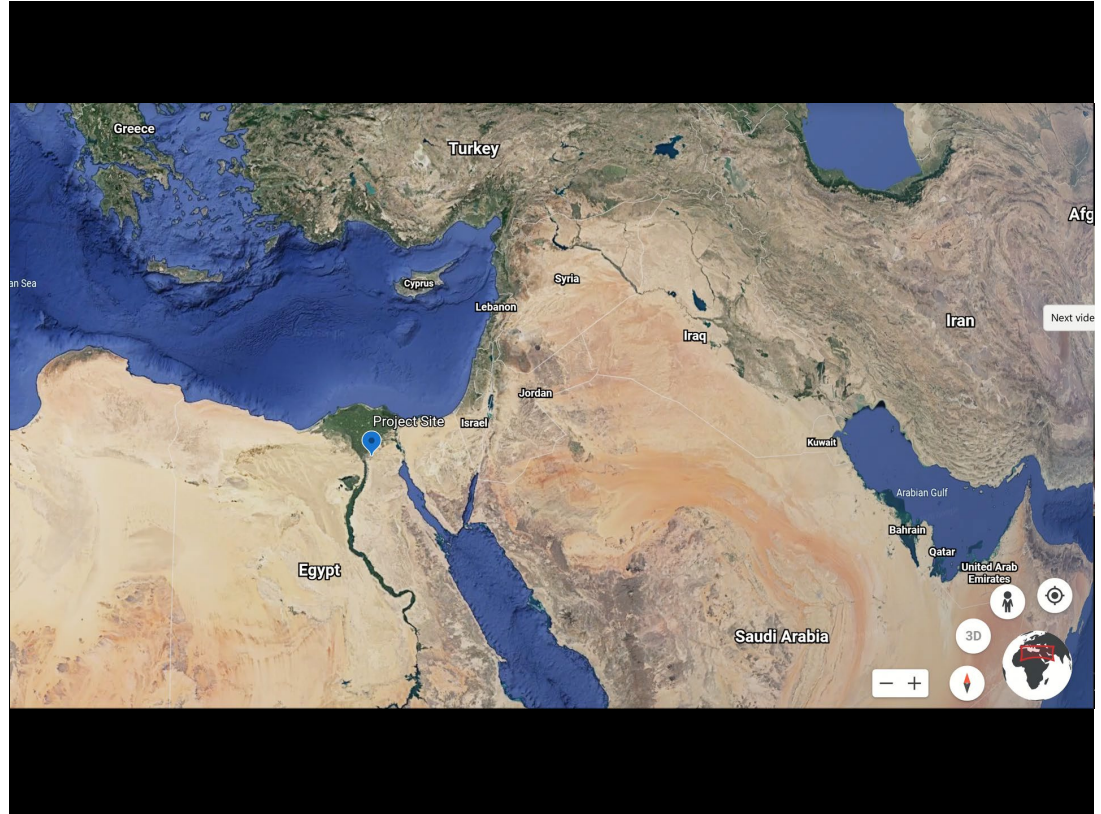 Greece
Turkey
Afg
Cyprus
Syria
an Sea
Lebanon
Next vide
Iran
Iraq
Jordan
Project Site
Israel
Kuwait
Arabian Gulf
Bahrain
Qatar
Egypt
United Arab
Emirates
3D
Saudi Arabia